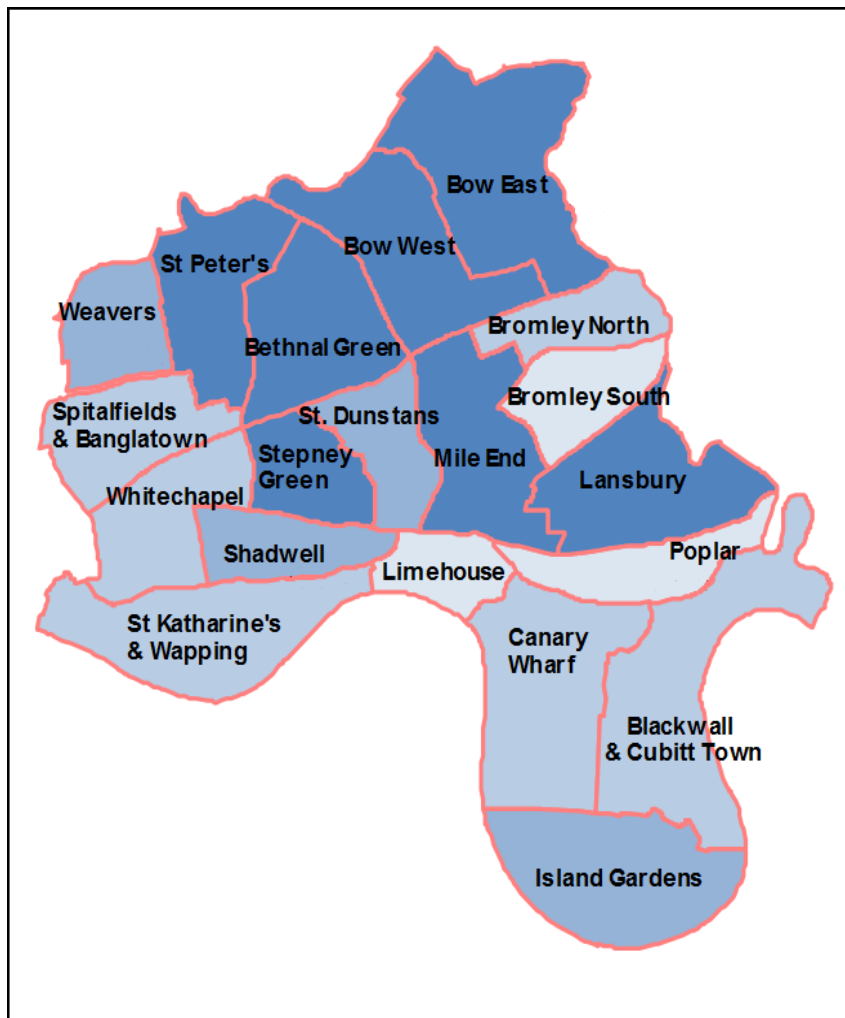 Bow East
Bow West
St Peter's
Weavers
Bromley North
Bethnal Green
Bromley South
Spitalfields
& Banglatown
St. Dunstans
Stepney
Green
Mile End
Lansbury
Whitechapel
Shadwell
Poplar
Limehouse
St Katharine's
& Wapping
Canary
Wharf
Blackwall
& Cubitt Town
Island Gardens